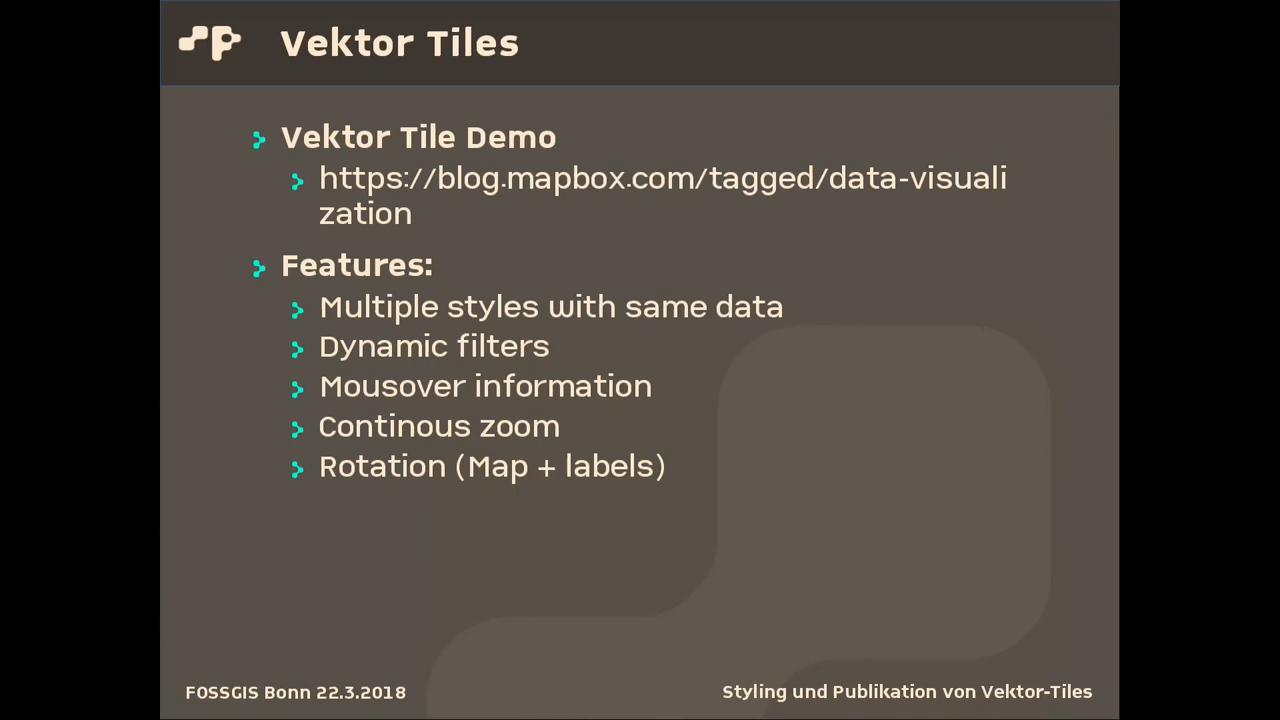 Vektor Tiles
Vektor Tile Demo
https://blog.mapbox.com/tagged/data-visuali
zation
Features:
Multiple styles with same data
Dynamic filters
Mousover information
Continous zoom
Rotation (Map + labels)
FOSSGIS Bonn 22.3.2018
Styling und Publikation von Vektor-Tiles